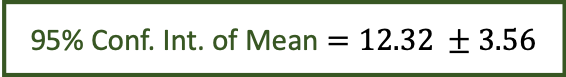 95% Conf. Int. of Mean = 12.32 ± 3.56